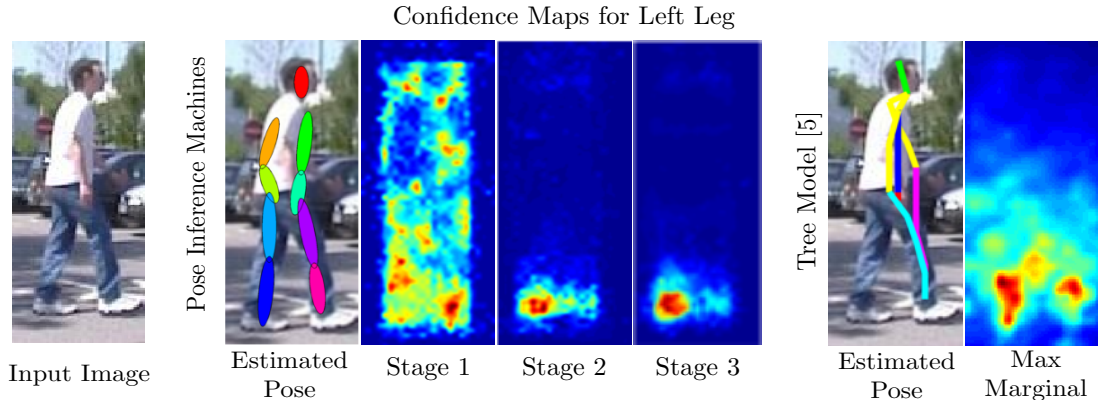 Confidence Maps for Left Leg
Pose Inference Machines
Tree Model [5]
Input Image
Estimated
Pose
Stage 1
Stage 2
Stage 3
Estimated
Pose
Max
Marginal